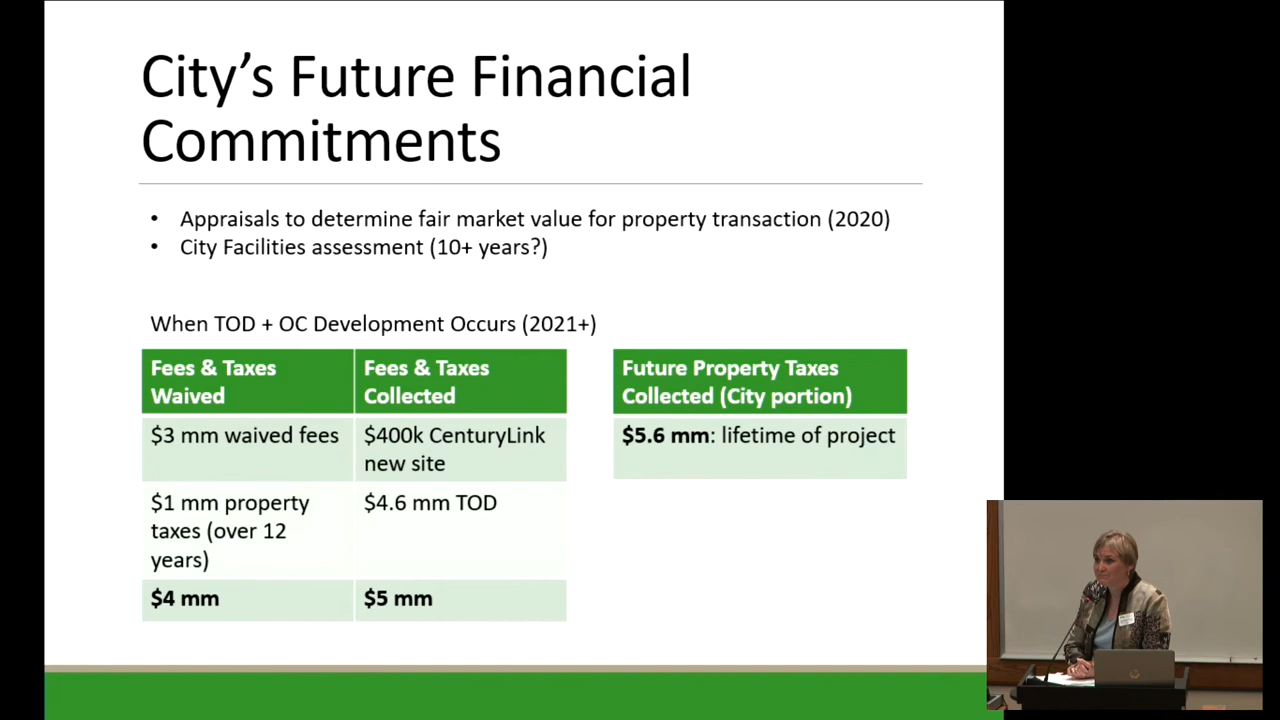 City’s Future Financial
Commitments
• Appraisals to determine fair market value for property transaction (2020)
• City Facilities assessment (10+ years?)
When TOD + OC Development Occurs (2021+)
Fees & Taxes
Waived
Fees & Taxes
Collected
$3 mm waived fees
$400k CenturyLink
new site
$1 mm property
taxes (over 12
years)
$4.6 mm TOD
$4 mm
$5 mm
Future Property Taxes
Collected (City portion)
$5.6 mm: lifetime of project